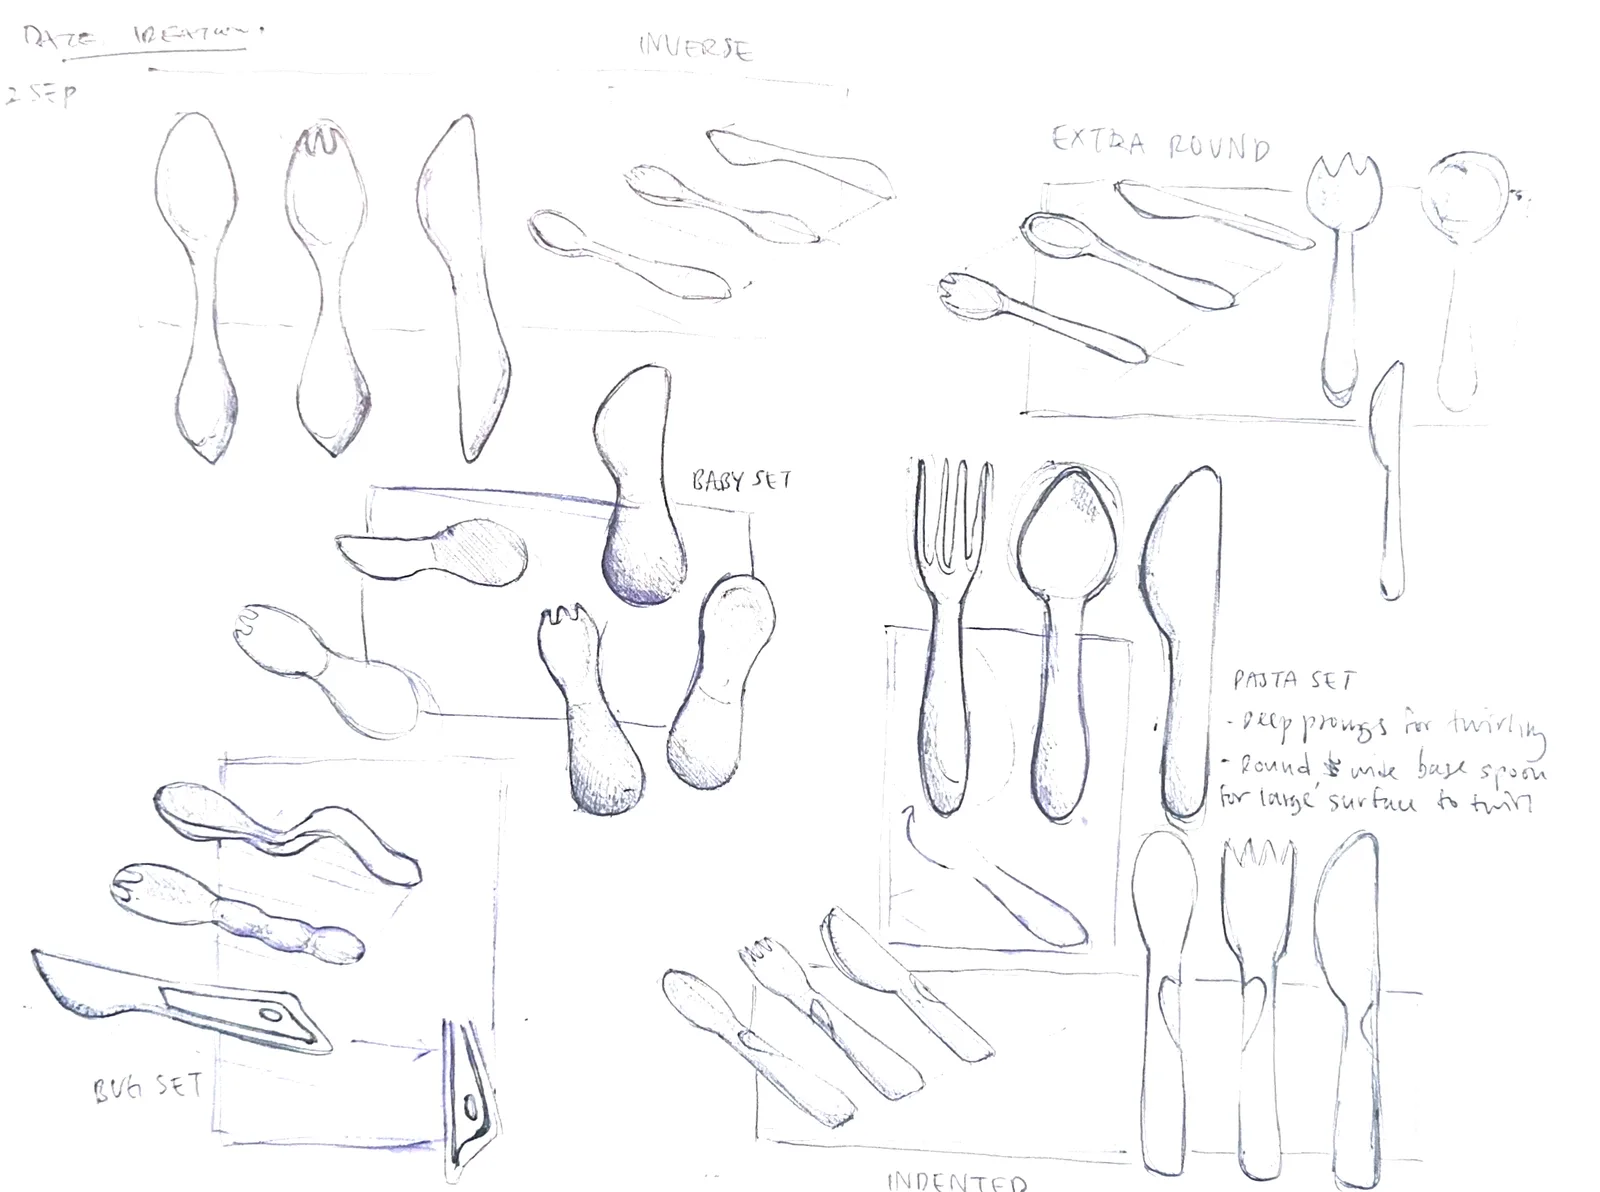 2 SEP
INVERSE
EXTRA ROUND
BABY SET
PASTA SET
- Deep prongs for twirling
- Round & wide base spoon
for large surface to twirl
BUG SET
INDENTED